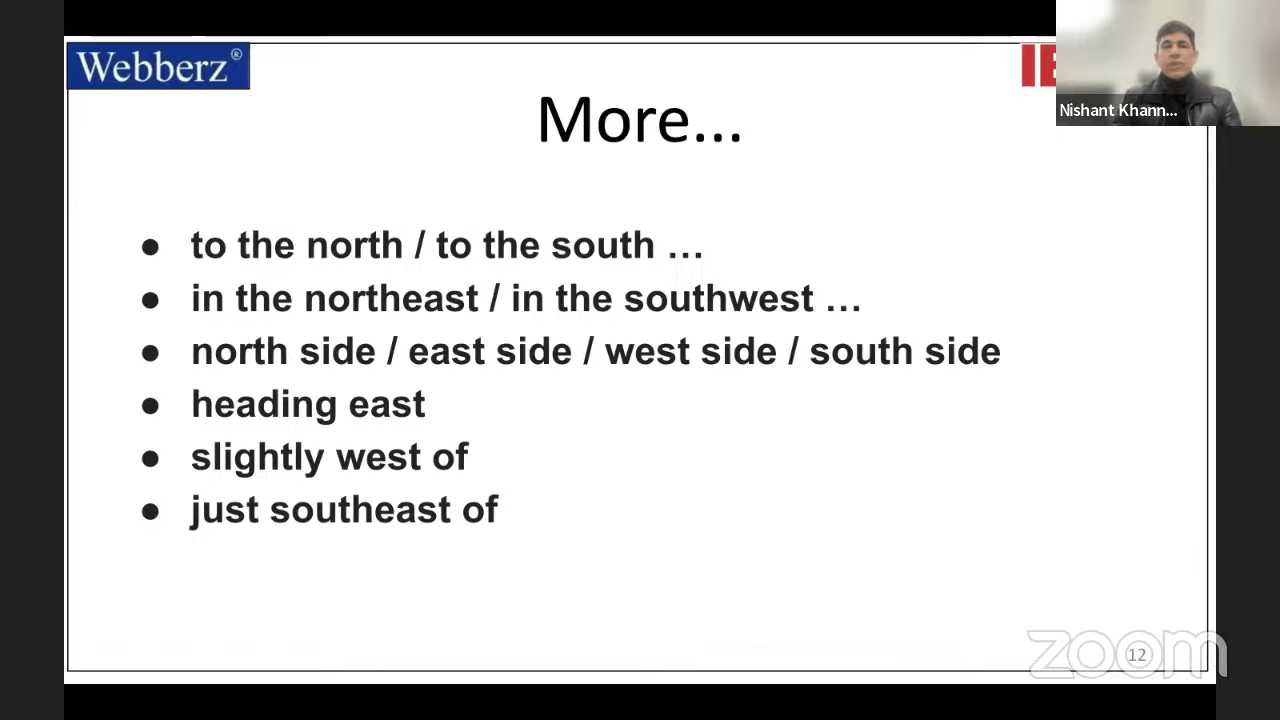 Webberz®
IE
Nishant Khann...
More...
● to the north / to the south …
● in the northeast / in the southwest …
● north side / east side / west side / south side
● heading east
● slightly west of
● just southeast of
zoom
12